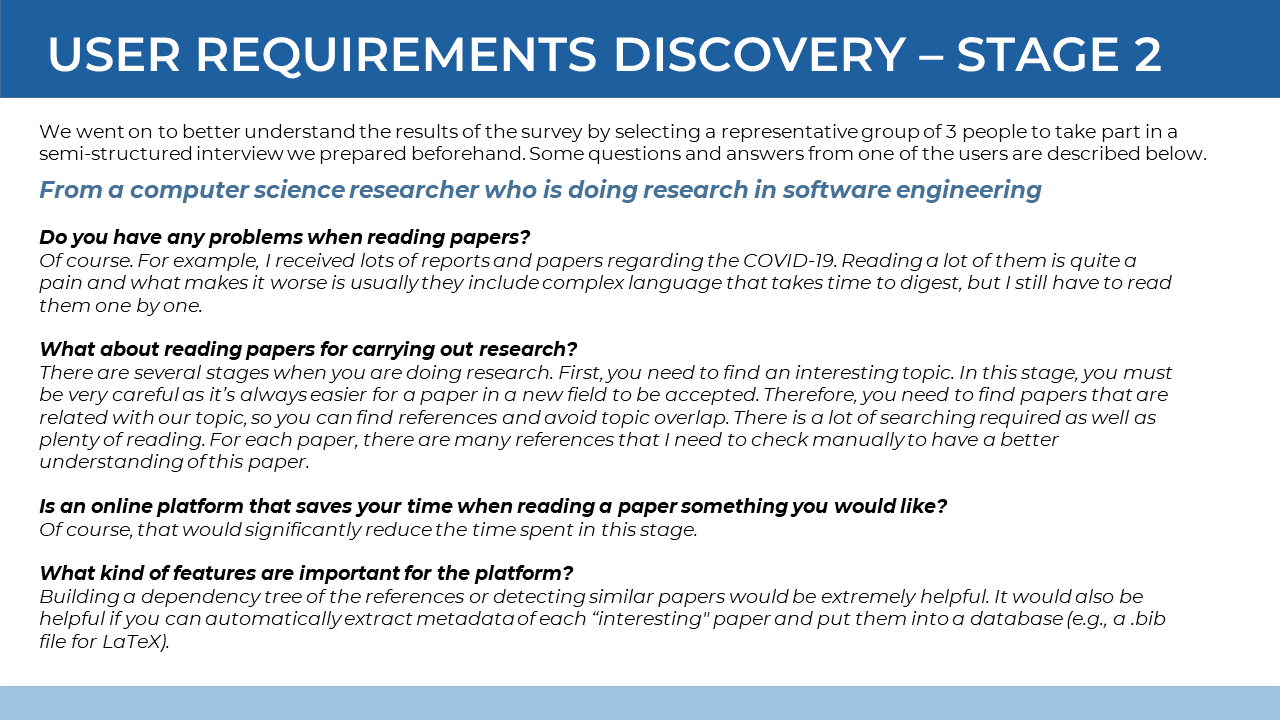 USER REQUIREMENTS DISCOVERY – STAGE 2
We went on to better understand the results of the survey by selecting a representative group of 3 people to take part in a
semi-structured interview we prepared beforehand. Some questions and answers from one of the users are described below.
From a computer science researcher who is doing research in software engineering
Do you have any problems when reading papers?
Of course. For example, I received lots of reports and papers regarding the COVID-19. Reading a lot of them is quite a
pain and what makes it worse is usually they include complex language that takes time to digest, but I still have to read
them one by one.
What about reading papers for carrying out research?
There are several stages when you are doing research. First, you need to find an interesting topic. In this stage, you must
be very careful as it’s always easier for a paper in a new field to be accepted. Therefore, you need to find papers that are
related with our topic, so you can find references and avoid topic overlap. There is a lot of searching required as well as
plenty of reading. For each paper, there are many references that I need to check manually to have a better
understanding of this paper.
Is an online platform that saves your time when reading a paper something you would like?
Of course, that would significantly reduce the time spent in this stage.
What kind of features are important for the platform?
Building a dependency tree of the references or detecting similar papers would be extremely helpful. It would also be
helpful if you can automatically extract metadata of each “interesting" paper and put them into a database (e.g., a .bib
file for LaTeX).